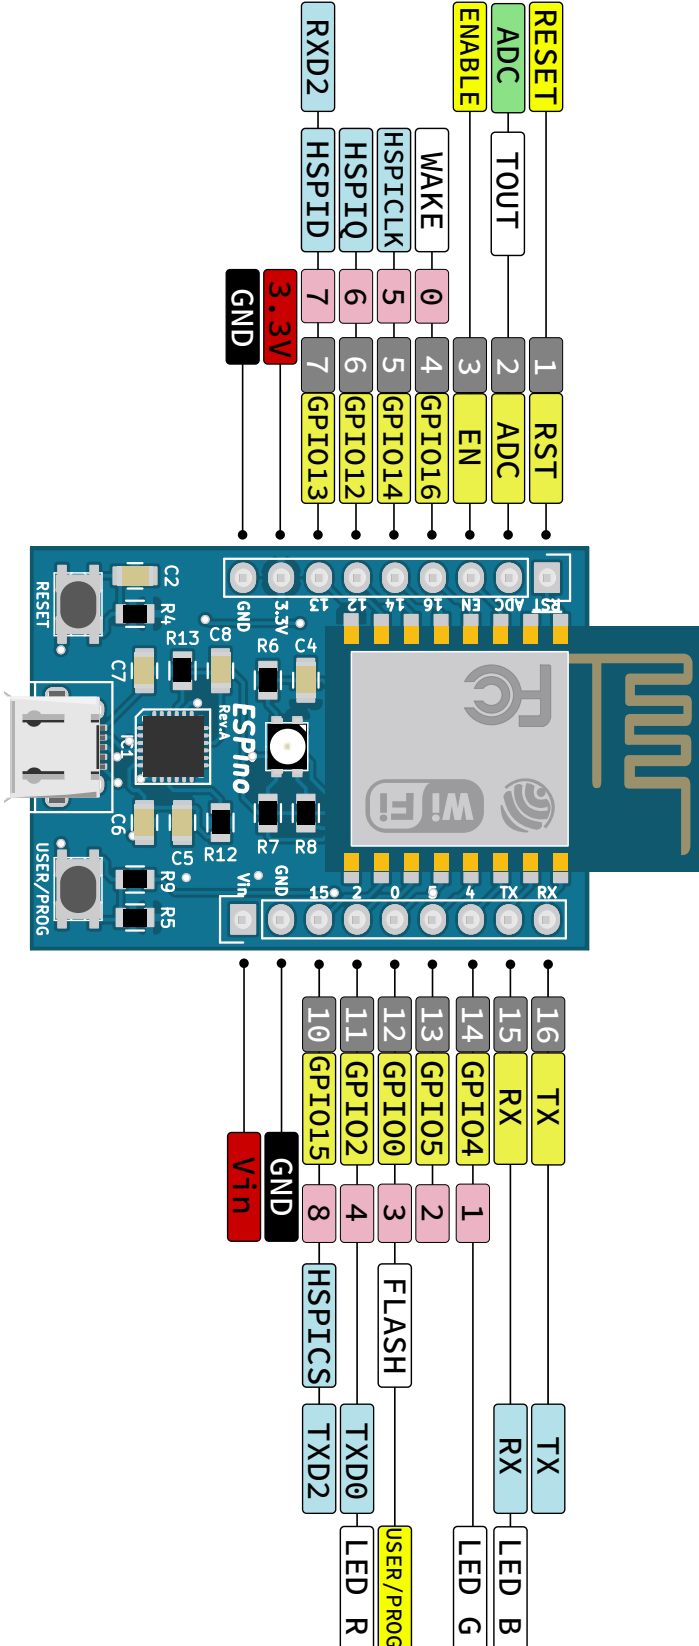 RESET 1 RST
ADC TOUT 2 ADC
ENABLE 3 EN
WAKE 0 4 GPIO16
HSPICLK 5 5 GPIO14
HSPIQ 6 6 GPIO12
RXD2 HSPID 7 7 GPIO13
3.3V
GND
RST
ADC
EN
16
14
12
13
3.3V
GND
RESET
C2
R4
R13
C8
R6
C4
C7
ESPino
Rev.A
IC1
FC
WiFi
C6
C5
R12
R7
R8
R9
R5
USER/PROG
Vin
GND
15
2
0
5
4
TX
RX
16 TX TX
15 RX RX LED B
14 GPIO4 1 LED G
13 GPIO5 2
12 GPIO0 3 FLASH USER/PROG
11 GPIO2 4 TXD0 LED R
10 GPIO15 8 HSPICS TXD2
GND
Vin